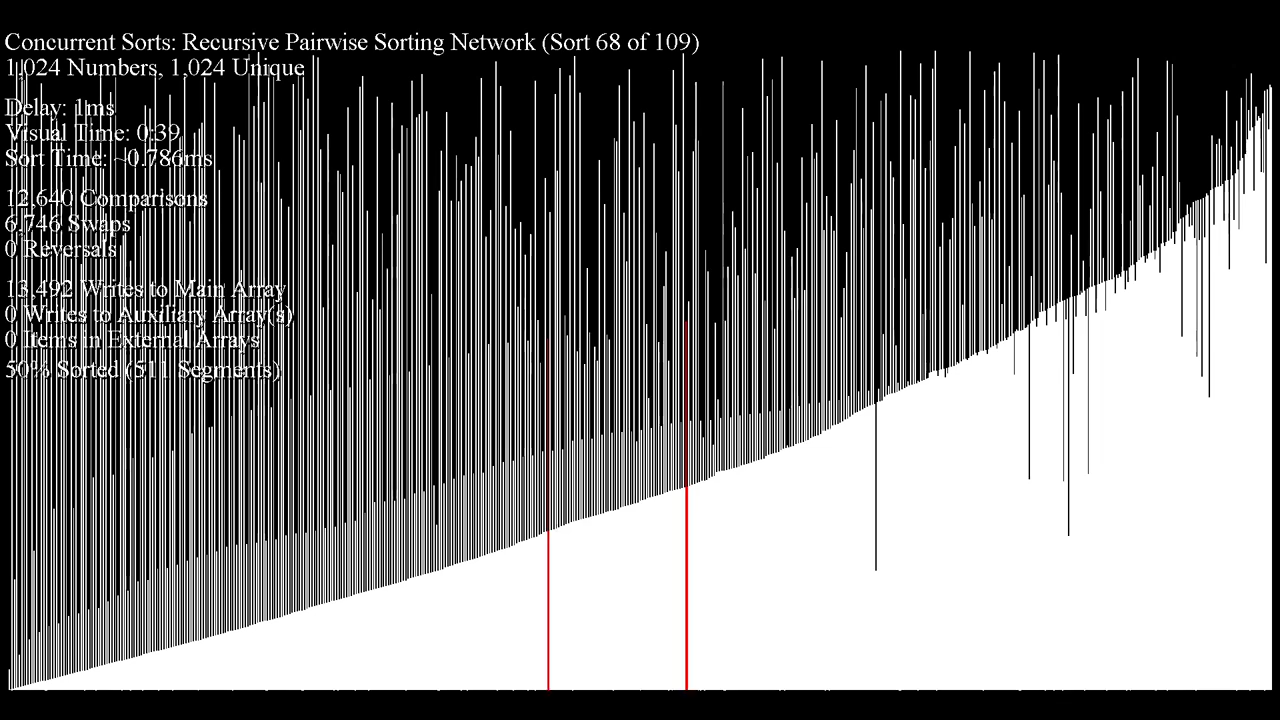 Concurrent Sorts: Recursive Pairwise Sorting Network (Sort 68 of 109)
1,024 Numbers, 1,024 Unique
Delay: 1ms
Visual Time: 0:39
Sort Time: ~0.786ms
12,640 Comparisons
6,746 Swaps
0 Reversals
13,492 Writes to Main Array
0 Writes to Auxiliary Array(s)
0 Items in External Arrays
50% Sorted (511 Segments)